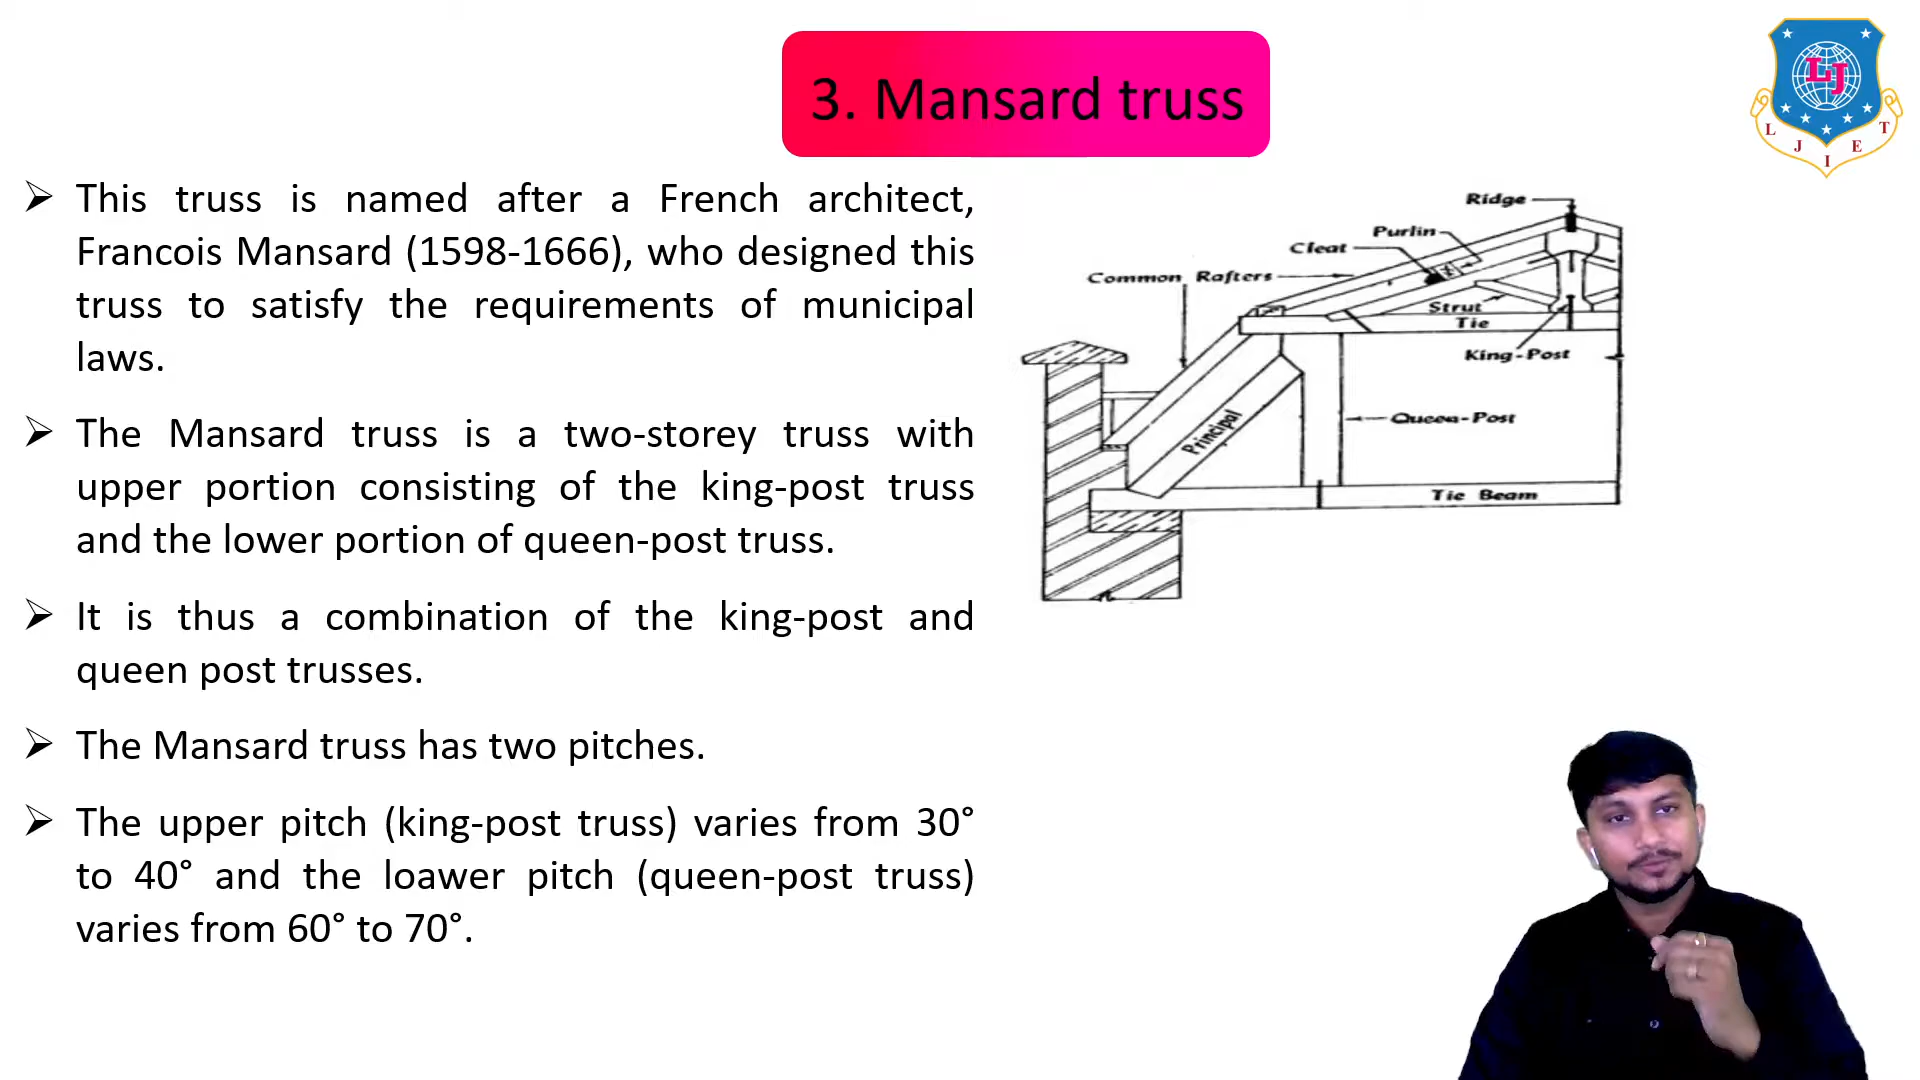 3. Mansard truss
LJ
L J I E T
➢ This truss is named after a French architect,
Francois Mansard (1598-1666), who designed this
truss to satisfy the requirements of municipal
laws.
➢ The Mansard truss is a two-storey truss with
upper portion consisting of the king-post truss
and the lower portion of queen-post truss.
➢ It is thus a combination of the king-post and
queen post trusses.
➢ The Mansard truss has two pitches.
➢ The upper pitch (king-post truss) varies from 30°
to 40° and the loawer pitch (queen-post truss)
varies from 60° to 70°.
Ridge
Purlin
Cleat
Common Rafters
Strut
Tie
King-Post
Queen-Post
Principal
Tie Beam